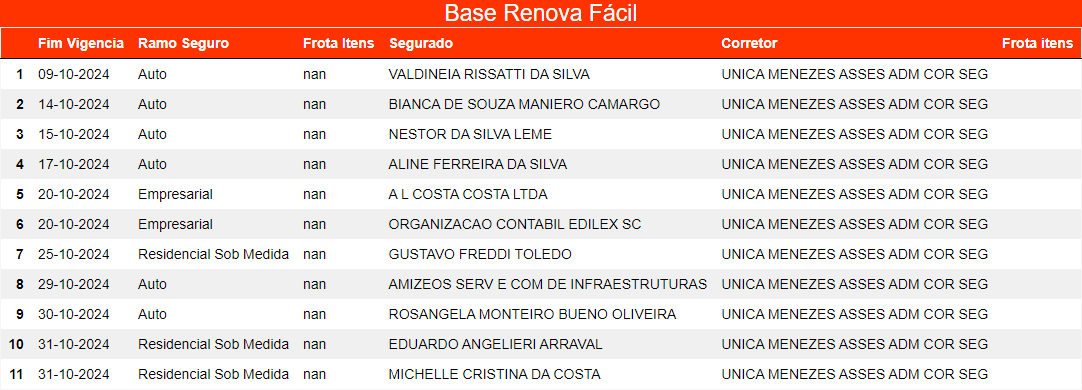 Base Renova Fácil
Fim Vigencia Ramo Seguro Frota Itens Segurado Corretor Frota itens
1 09-10-2024 Auto nan VALDINEIA RISSATTI DA SILVA UNICA MENEZES ASSES ADM COR SEG
2 14-10-2024 Auto nan BIANCA DE SOUZA MANIERO CAMARGO UNICA MENEZES ASSES ADM COR SEG
3 15-10-2024 Auto nan NESTOR DA SILVA LEME UNICA MENEZES ASSES ADM COR SEG
4 17-10-2024 Auto nan ALINE FERREIRA DA SILVA UNICA MENEZES ASSES ADM COR SEG
5 20-10-2024 Empresarial nan A L COSTA COSTA LTDA UNICA MENEZES ASSES ADM COR SEG
6 20-10-2024 Empresarial nan ORGANIZACAO CONTABIL EDILEX SC UNICA MENEZES ASSES ADM COR SEG
7 25-10-2024 Residencial Sob Medida nan GUSTAVO FREDDI TOLEDO UNICA MENEZES ASSES ADM COR SEG
8 29-10-2024 Auto nan AMIZEOS SERV E COM DE INFRAESTRUTURAS UNICA MENEZES ASSES ADM COR SEG
9 30-10-2024 Auto nan ROSANGELA MONTEIRO BUENO OLIVEIRA UNICA MENEZES ASSES ADM COR SEG
10 31-10-2024 Residencial Sob Medida nan EDUARDO ANGELIERI ARRAVAL UNICA MENEZES ASSES ADM COR SEG
11 31-10-2024 Residencial Sob Medida nan MICHELLE CRISTINA DA COSTA UNICA MENEZES ASSES ADM COR SEG